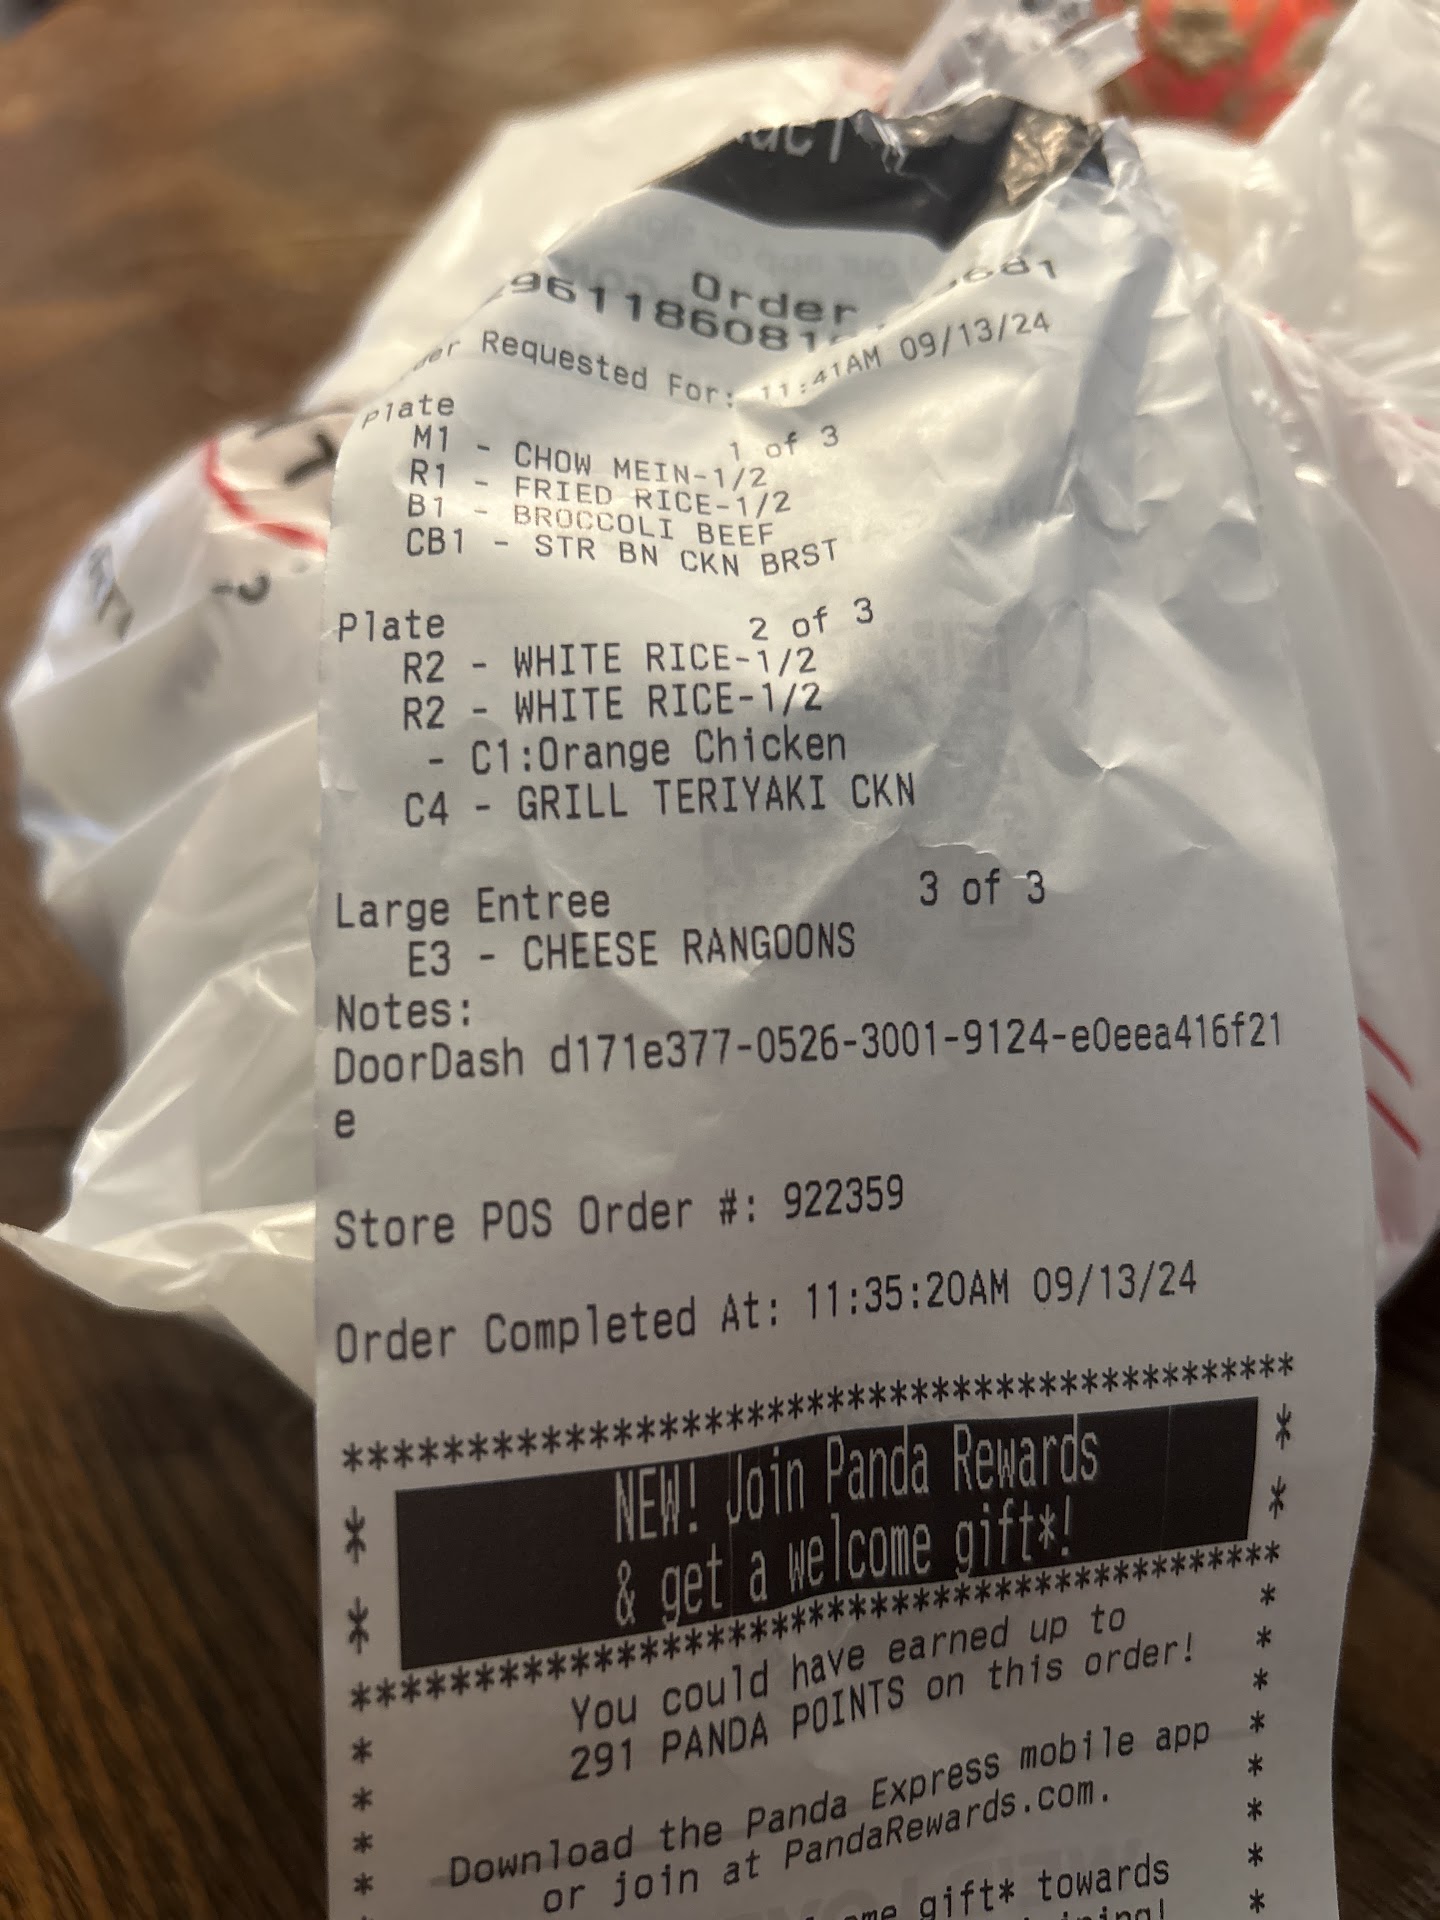 Order
Requested For: 11:41AM 09/13/24
Plate 1 of 3
M1 - CHOW MEIN-1/2
R1 - FRIED RICE-1/2
B1 - BROCCOLI BEEF
CB1 - STR BN CKN BRST
Plate 2 of 3
R2 - WHITE RICE-1/2
R2 - WHITE RICE-1/2
- C1:Orange Chicken
C4 - GRILL TERIYAKI CKN
Large Entree 3 of 3
E3 - CHEESE RANGOONS
Notes:
DoorDash d171e377-0526-3001-9124-e0eea416f21
e
Store POS Order #: 922359
Order Completed At: 11:35:20AM 09/13/24
NEW! Join Panda Rewards
& get a welcome gift*!
You could have earned up to
291 PANDA POINTS on this order!
Download the Panda Express mobile app
or join at PandaRewards.com.
gift* towards